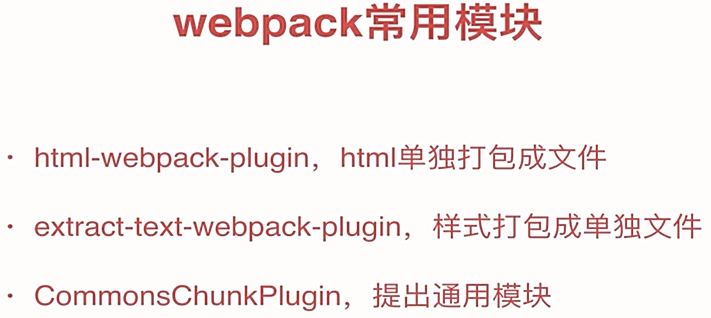 webpack常用模块
· html-webpack-plugin，html单独打包成文件
· extract-text-webpack-plugin，样式打包成单独文件
· CommonsChunkPlugin，提出通用模块